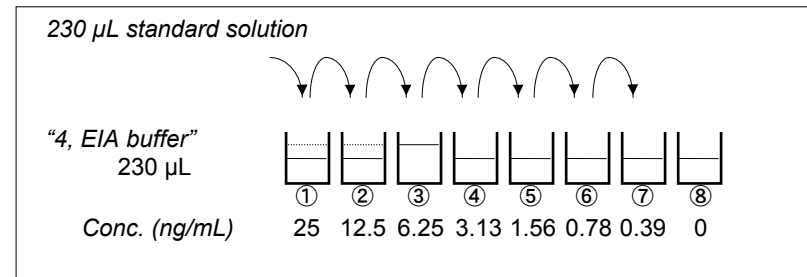 230 µL standard solution
“4, EIA buffer”
230 µL
① ② ③ ④ ⑤ ⑥ ⑦ ⑧
Conc. (ng/mL) 25 12.5 6.25 3.13 1.56 0.78 0.39 0